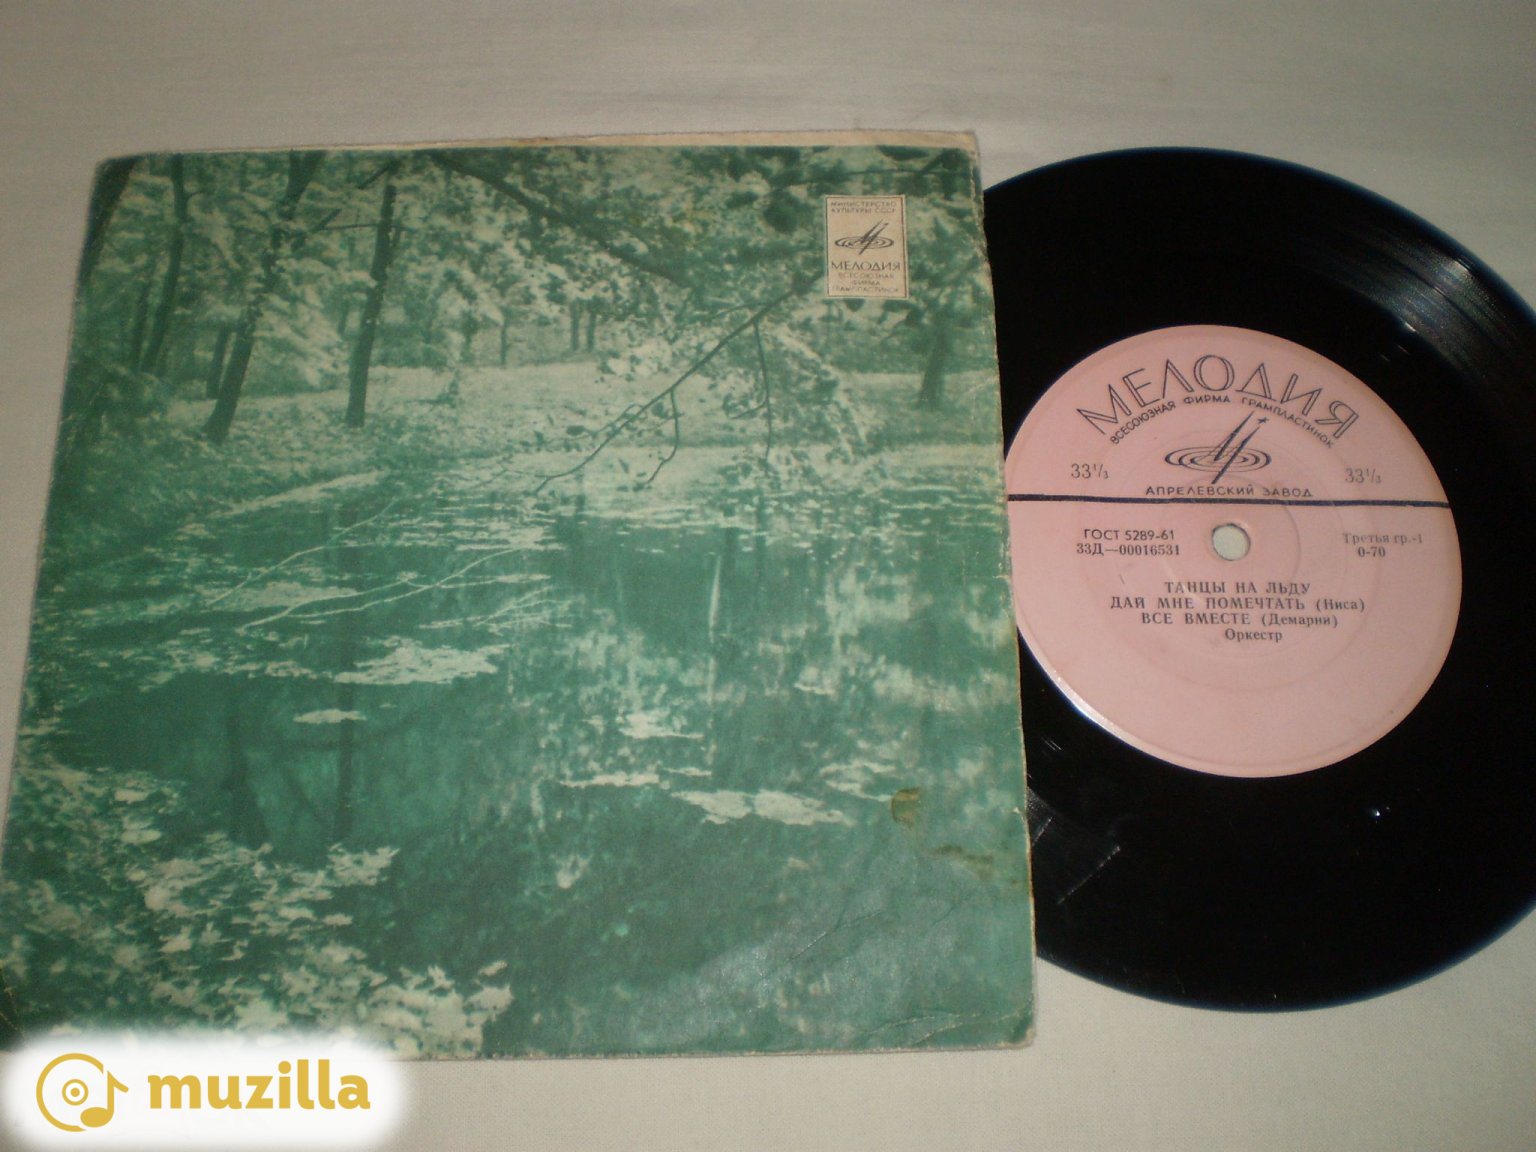 МИНИСТЕРСТВО
КУЛЬТУРЫ СССР
МЕЛОДИЯ
ВСЕСОЮЗНАЯ
ФИРМА
ГРАМПЛАСТИНОК
МЕЛОДИЯ
ВСЕСОЮЗНАЯ ФИРМА ГРАМПЛАСТИНОК
33⅓ 33⅓
АПРЕЛЕВСКИЙ ЗАВОД
ГОСТ 5289-61 Третья гр.-1
33Д—00016531 0-70
ТАНЦЫ НА ЛЬДУ
ДАЙ МНЕ ПОМЕЧТАТЬ (Ниса)
ВСЕ ВМЕСТЕ (Демарни)
Оркестр
muzilla